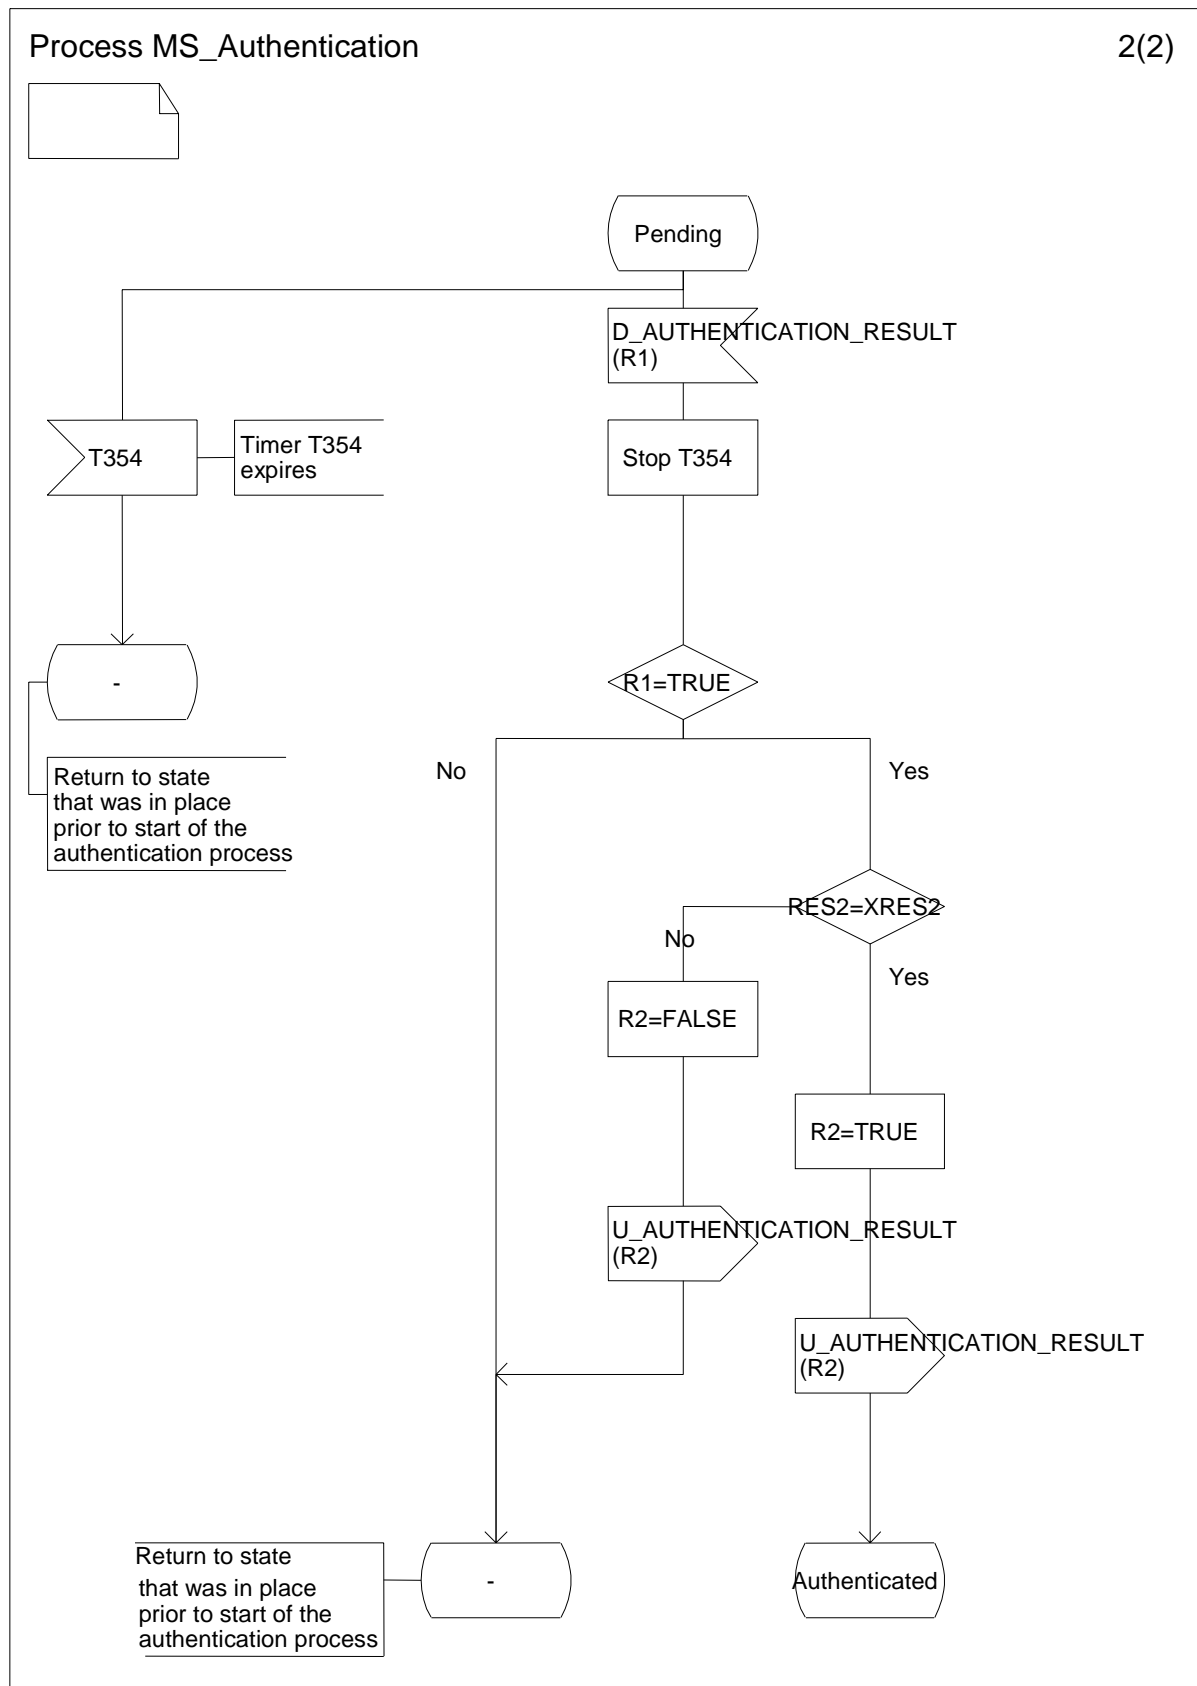 Process MS_Authentication
2(2)
Pending
D_AUTHENTICATION_RESULT
(R1)
T354
Timer T354
expires
Stop T354
-
R1=TRUE
No
Yes
Return to state
that was in place
prior to start of the
authentication process
RES2=XRES2
No
Yes
R2=FALSE
R2=TRUE
U_AUTHENTICATION_RESULT
(R2)
U_AUTHENTICATION_RESULT
(R2)
Return to state
that was in place
prior to start of the
authentication process
-
Authenticated